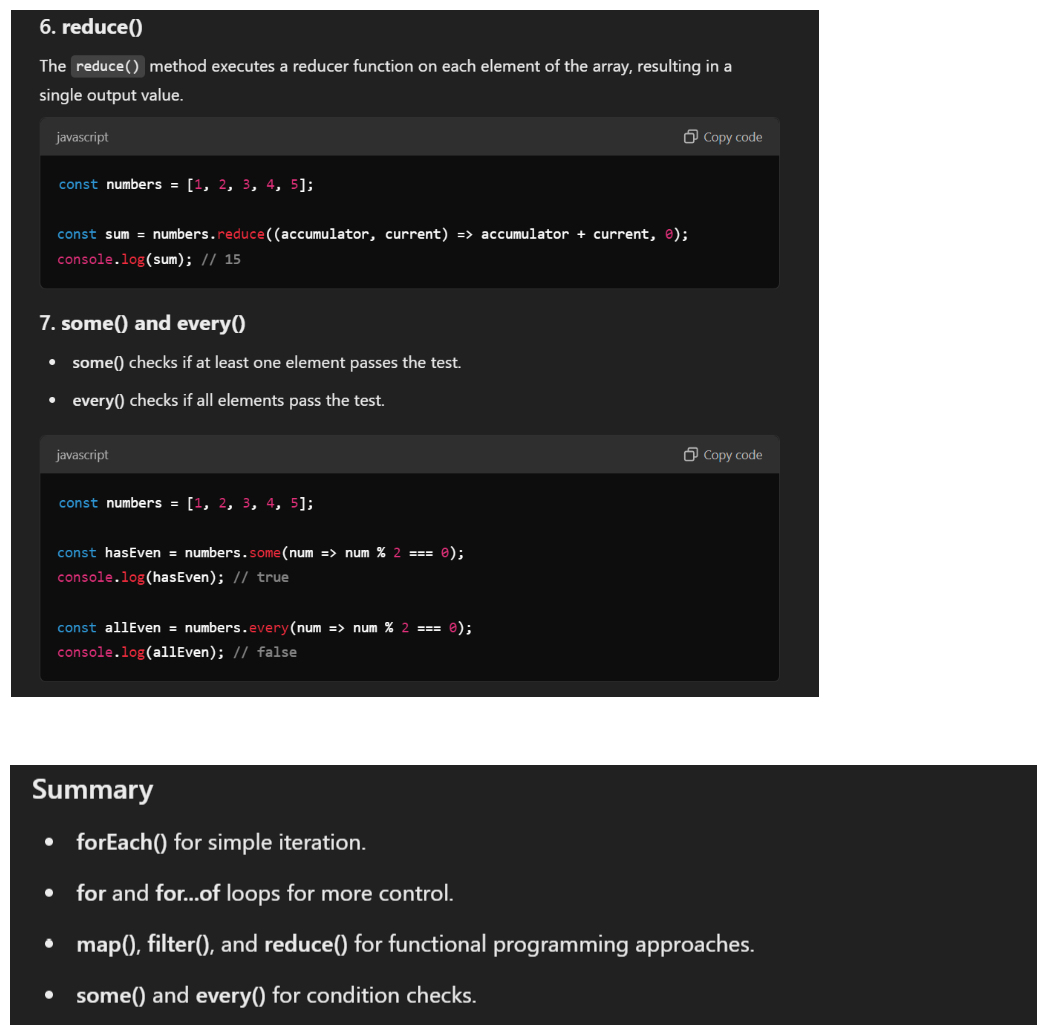 6. reduce()
The reduce() method executes a reducer function on each element of the array, resulting in a
single output value.
javascript
Copy code
const numbers = [1, 2, 3, 4, 5];
const sum = numbers.reduce((accumulator, current) => accumulator + current, 0);
console.log(sum); // 15
7. some() and every()
• some() checks if at least one element passes the test.
• every() checks if all elements pass the test.
javascript
Copy code
const numbers = [1, 2, 3, 4, 5];
const hasEven = numbers.some(num => num % 2 === 0);
console.log(hasEven); // true
const allEven = numbers.every(num => num % 2 === 0);
console.log(allEven); // false
Summary
• forEach() for simple iteration.
• for and for...of loops for more control.
• map(), filter(), and reduce() for functional programming approaches.
• some() and every() for condition checks.